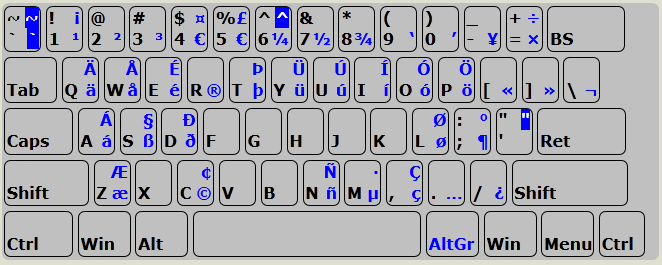 ~ ~ ! ¡ @ # $ ¤ % £ ^ ^ & * ( ) _ + ÷
` ` 1 ¹ 2 ² 3 ³ 4 € 5 € 6 ¼ 7 ½ 8 ¾ 9 ‘ 0 ’ - ¥ = × BS
Ä Å É Þ Ü Ú Í Ó Ö
Tab Q ä W å E é R ® T þ Y ü U ú I í O ó P ö [ « ] » \ ¬
Á § Ð Ø : ° " "
Caps A á S ß D ð F G H J K L ø ; ¶ ' Ret
Æ ¢ Ñ · Ç
Shift Z æ X C © V B N ñ M µ , ç . … / ¿ Shift
Ctrl Win Alt AltGr Win Menu Ctrl